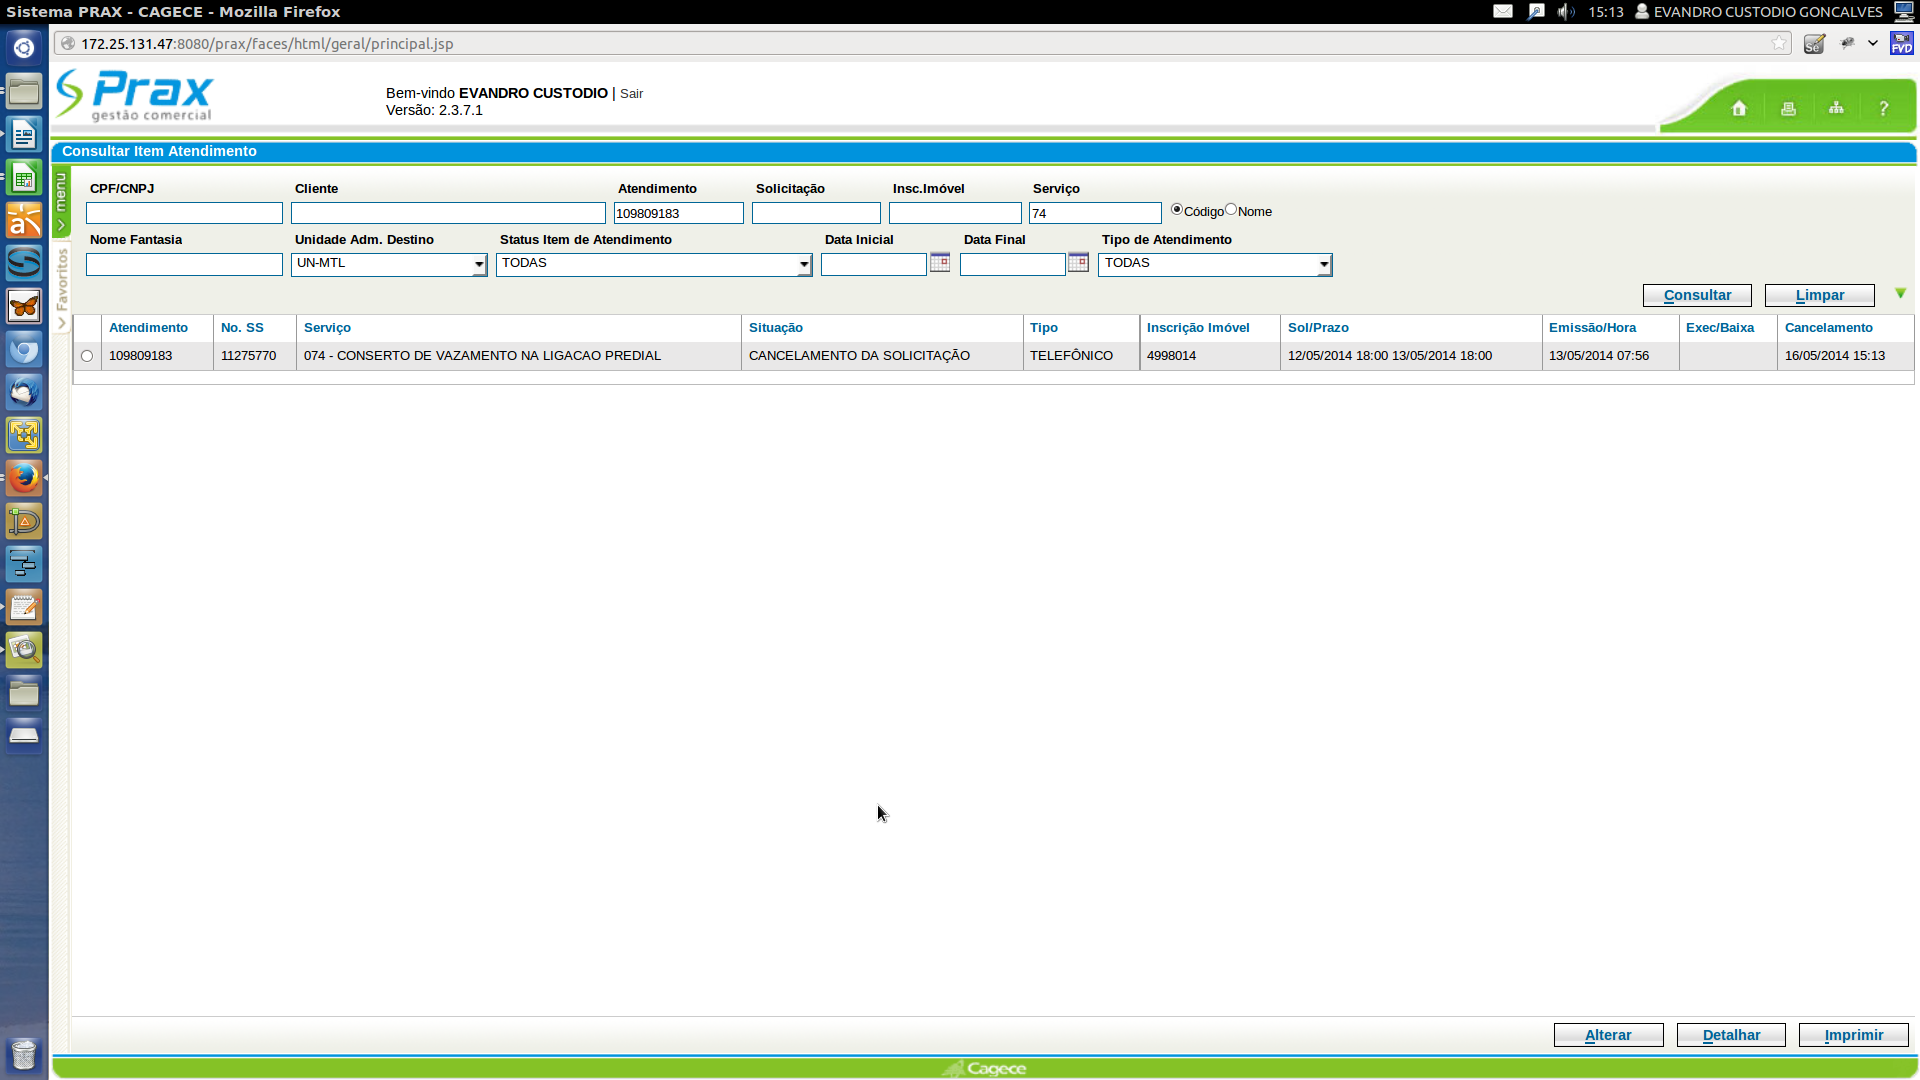 Sistema PRAX - CAGECE - Mozilla Firefox
15:13 EVANDRO CUSTODIO GONCALVES
172.25.131.47:8080/prax/faces/html/geral/principal.jsp
Se
FVD
Prax
gestão comercial
Bem-vindo EVANDRO CUSTODIO | Sair
Versão: 2.3.7.1
?
Consultar Item Atendimento
menu
Favoritos
CPF/CNPJ Cliente Atendimento Solicitação Insc.Imóvel Serviço
109809183 74 Código Nome
Nome Fantasia Unidade Adm. Destino Status Item de Atendimento Data Inicial Data Final Tipo de Atendimento
UN-MTL TODAS TODAS
Consultar Limpar
Atendimento No. SS Serviço Situação Tipo Inscrição Imóvel Sol/Prazo Emissão/Hora Exec/Baixa Cancelamento
109809183 11275770 074 - CONSERTO DE VAZAMENTO NA LIGACAO PREDIAL CANCELAMENTO DA SOLICITAÇÃO TELEFÔNICO 4998014 12/05/2014 18:00 13/05/2014 18:00 13/05/2014 07:56 16/05/2014 15:13
Alterar Detalhar Imprimir
Cagece